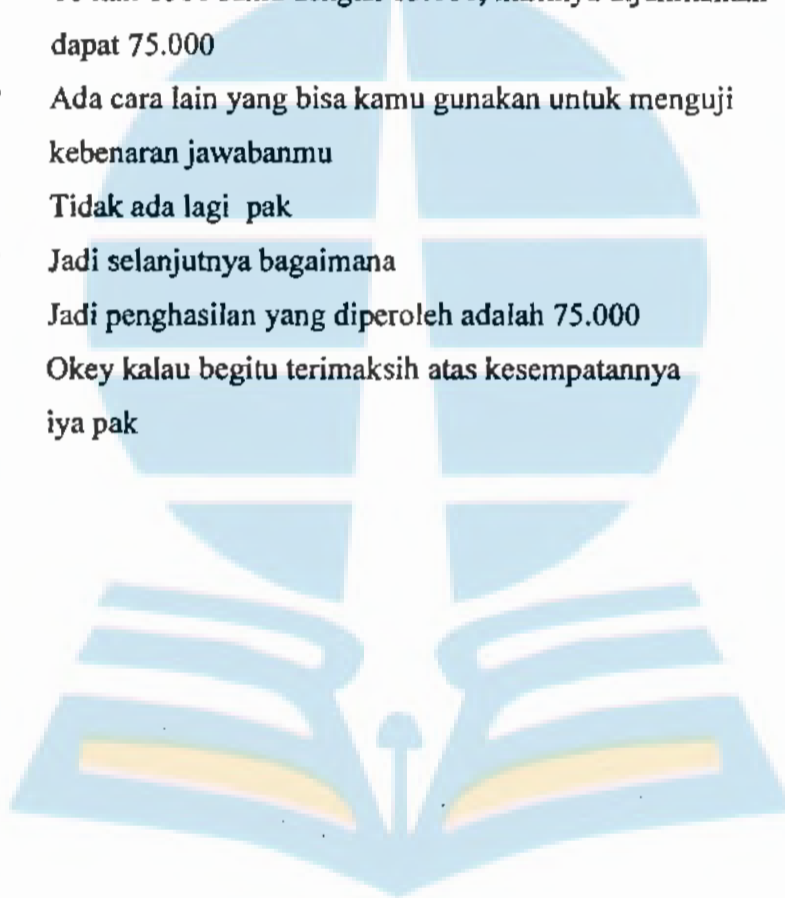 dapat 75.000
Ada cara lain yang bisa kamu gunakan untuk menguji
kebenaran jawabanmu
Tidak ada lagi pak
Jadi selanjutnya bagaimana
Jadi penghasilan yang diperoleh adalah 75.000
Okey kalau begitu terimaksih atas kesempatannya
iya pak